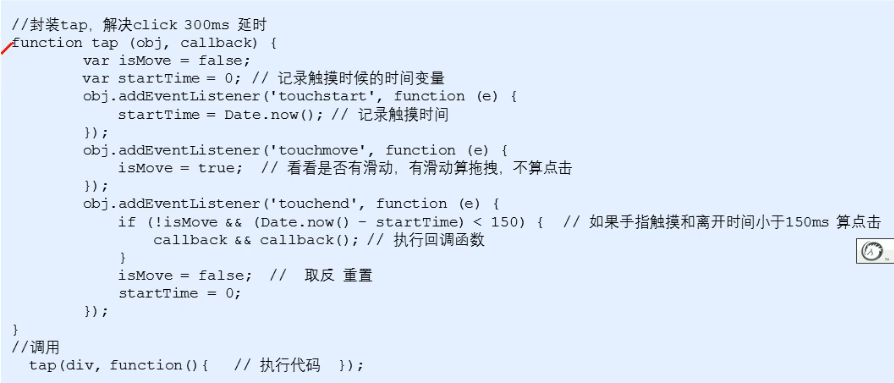 //封装tap，解决click 300ms 延时
function tap (obj, callback) {
        var isMove = false;
        var startTime = 0; // 记录触摸时候的时间变量
        obj.addEventListener('touchstart', function (e) {
            startTime = Date.now(); // 记录触摸时间
        });
        obj.addEventListener('touchmove', function (e) {
            isMove = true;  // 看看是否有滑动，有滑动算拖拽，不算点击
        });
        obj.addEventListener('touchend', function (e) {
            if (!isMove && (Date.now() - startTime) < 150) {  // 如果手指触摸和离开时间小于150ms 算点击
                callback && callback(); // 执行回调函数
            }
            isMove = false;  //  取反 重置
            startTime = 0;
        });
}
//调用
  tap(div, function(){   // 执行代码  });